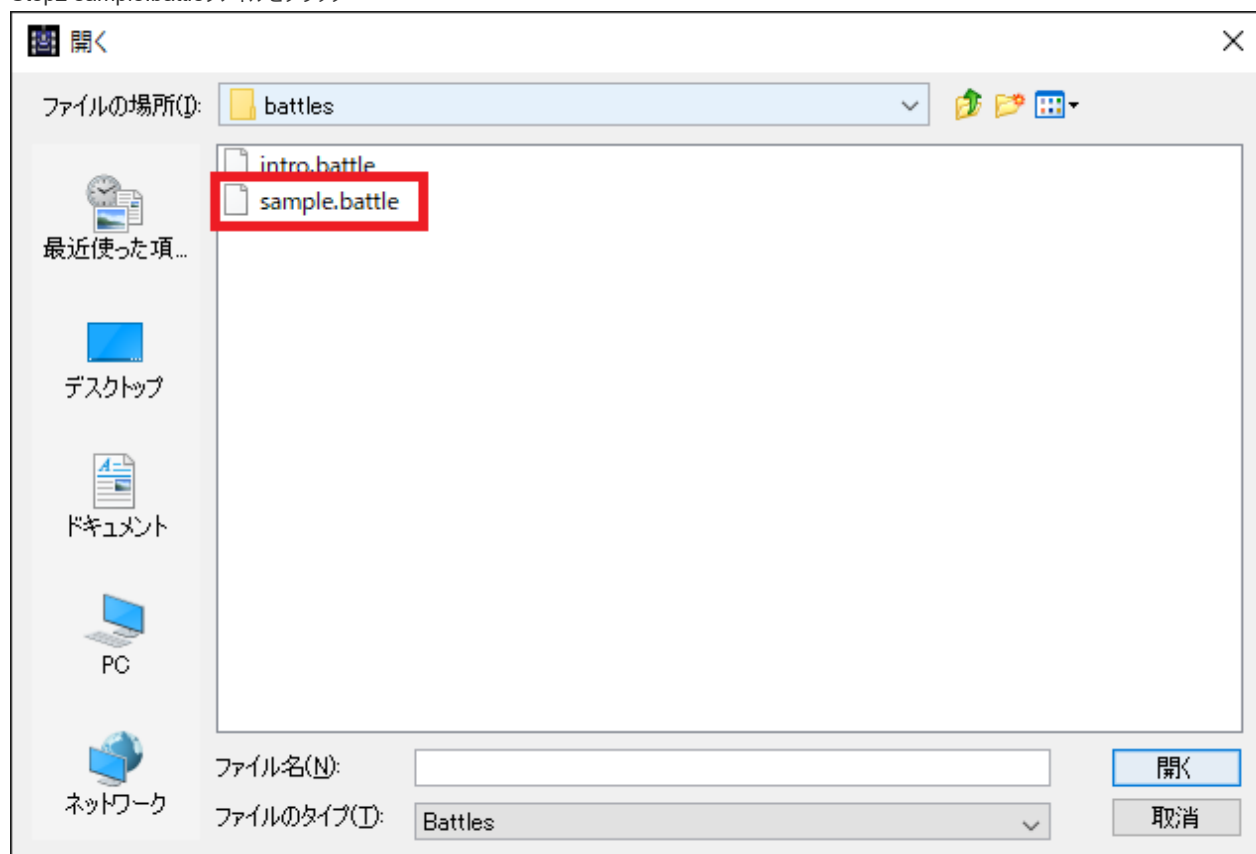 開く
ファイルの場所(I):
battles
intro.battle
sample.battle
最近使った項...
デスクトップ
ドキュメント
PC
ネットワーク
ファイル名(N):
開く
ファイルのタイプ(T):
Battles
取消